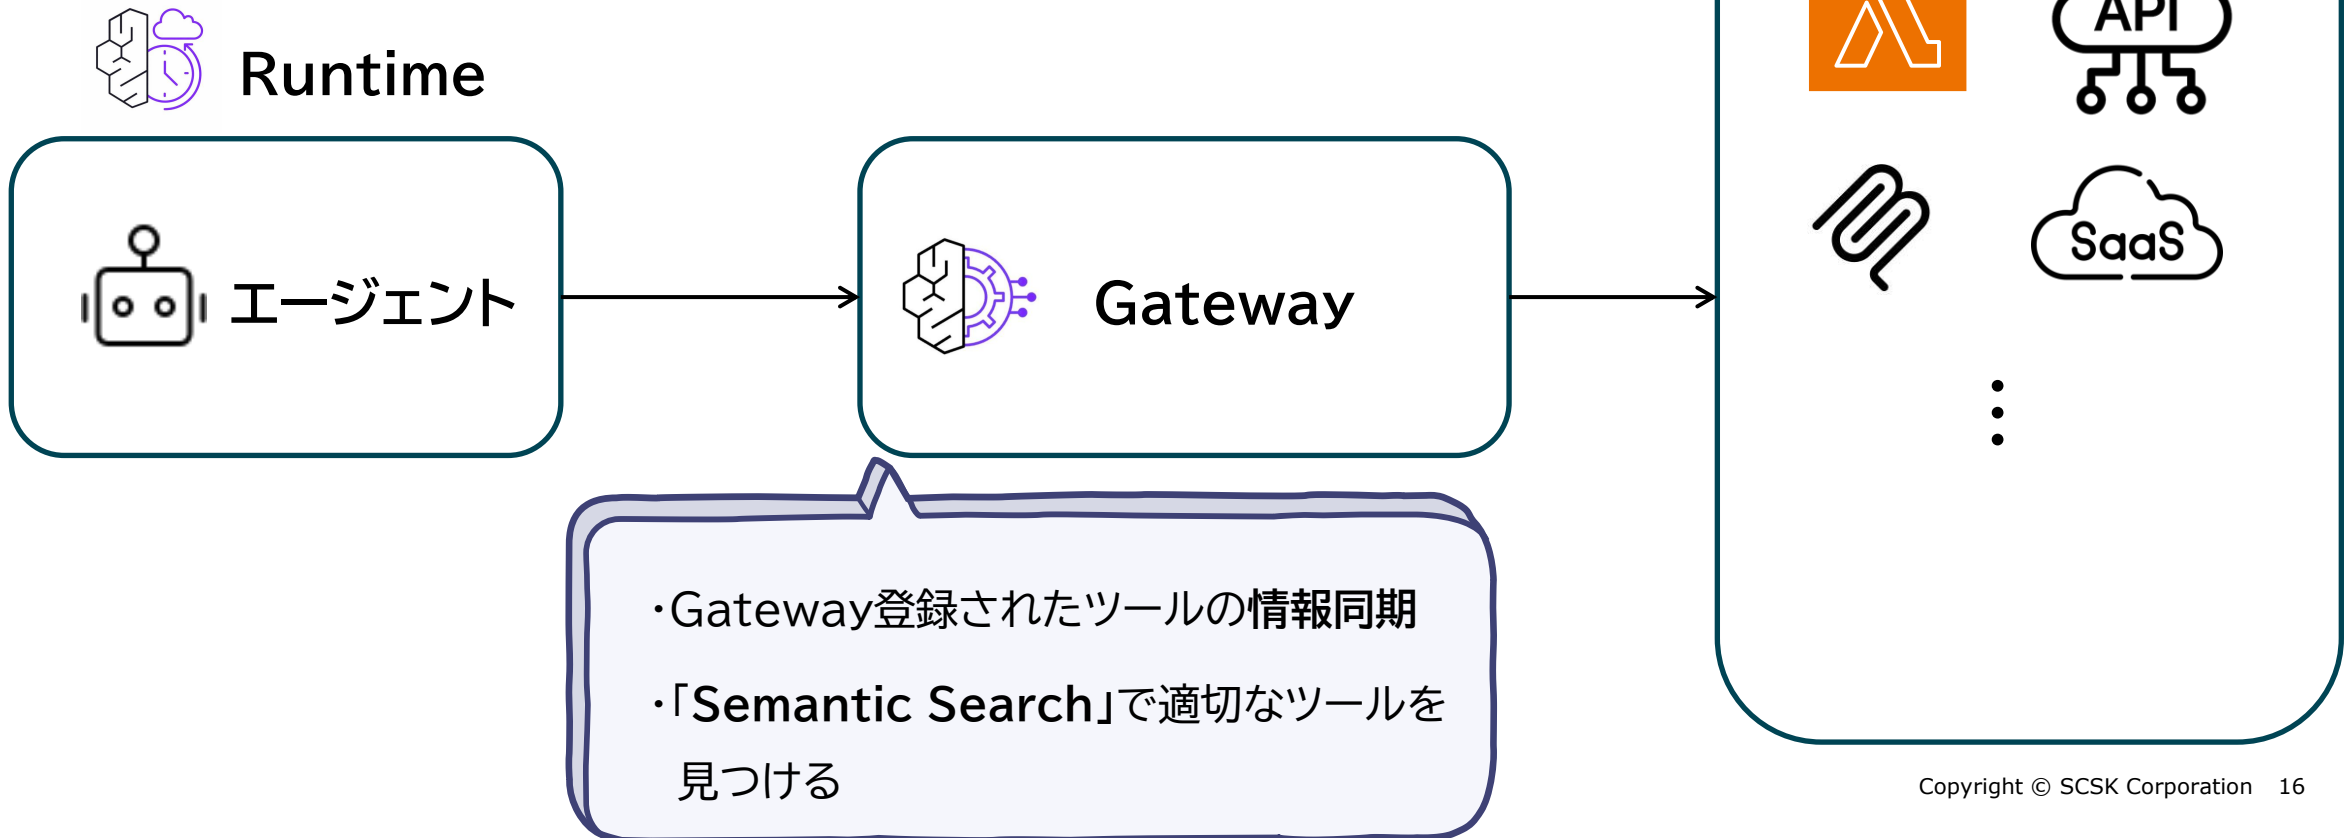 API
Runtime
SaaS
エージェント
Gateway
・Gateway登録されたツールの情報同期
・「Semantic Search」で適切なツールを
見つける
Copyright © SCSK Corporation 16